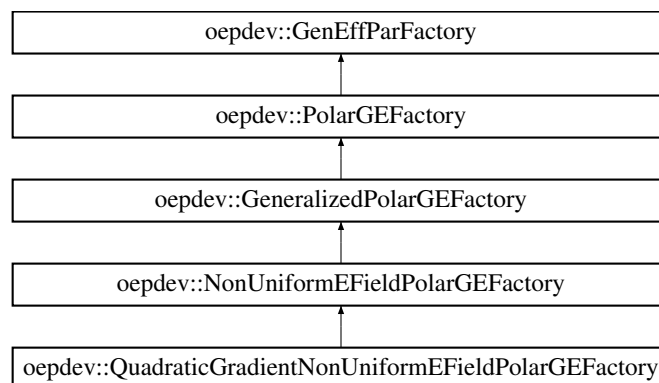 oepdev::GenEffParFactory
oepdev::PolarGEFactory
oepdev::GeneralizedPolarGEFactory
oepdev::NonUniformEFieldPolarGEFactory
oepdev::QuadraticGradientNonUniformEFieldPolarGEFactory